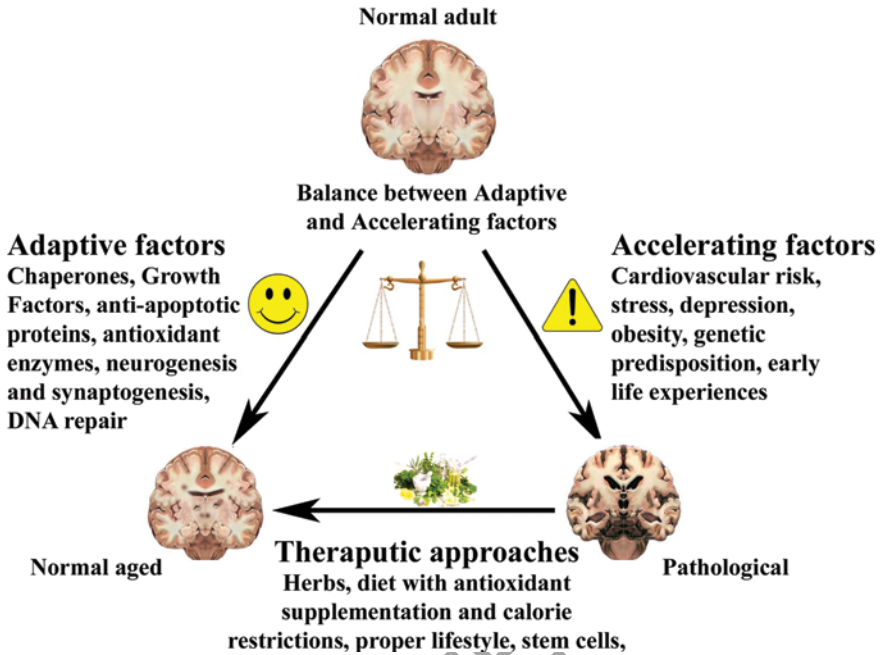 Normal adult
Balance between Adaptive
and Accelerating factors
Adaptive factors
Chaperones, Growth
Factors, anti-apoptotic
proteins, antioxidant
enzymes, neurogenesis
and synaptogenesis,
DNA repair
Accelerating factors
Cardiovascular risk,
stress, depression,
obesity, genetic
predisposition, early
life experiences
Normal aged
Pathological
Theraputic approaches
Herbs, diet with antioxidant
supplementation and calorie
restrictions, proper lifestyle, stem cells,